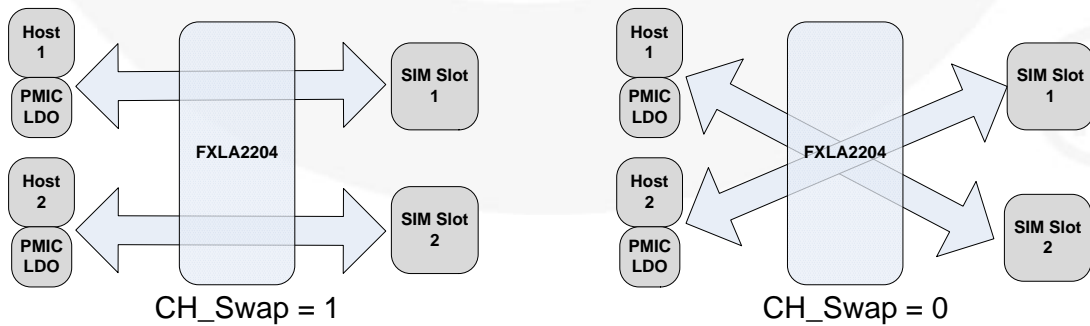 Host
1
PMIC
LDO
Host
2
PMIC
LDO
FXLA2204
SIM Slot
1
SIM Slot
2
CH_Swap = 1
Host
1
PMIC
LDO
Host
2
PMIC
LDO
FXLA2204
SIM Slot
1
SIM Slot
2
CH_Swap = 0